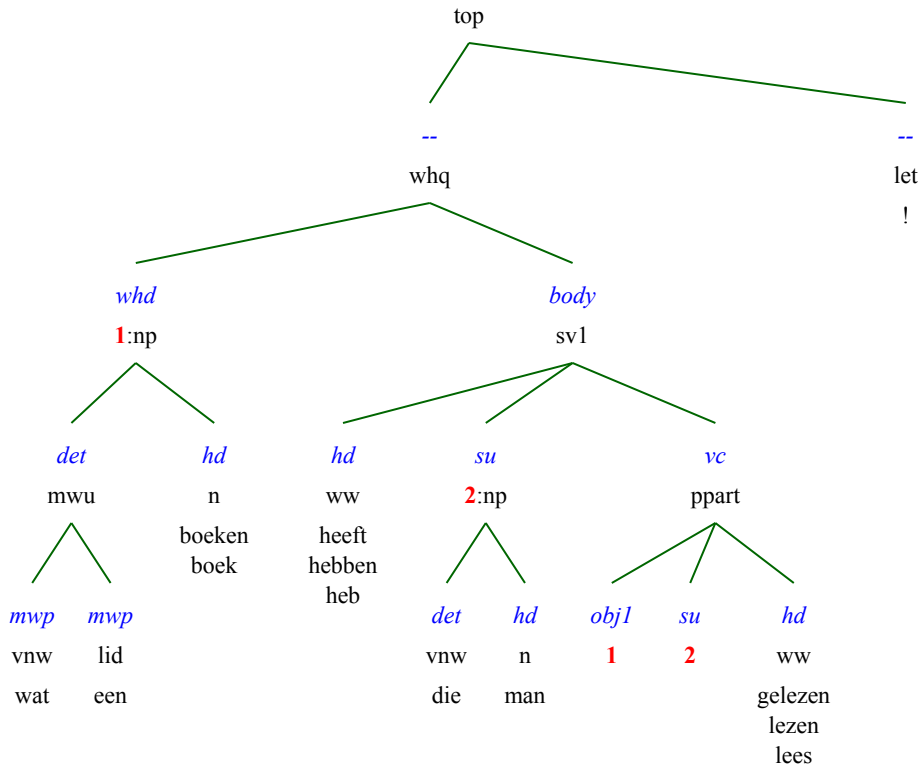 top
-- --
whq let
!
whd body
1:np sv1
det hd hd su vc
mwu n ww 2:np ppart
boeken heeft
boek hebben
heb
mwp mwp det hd obj1 su hd
vnw lid vnw n 1 2 ww
wat een die man gelezen
lezen
lees